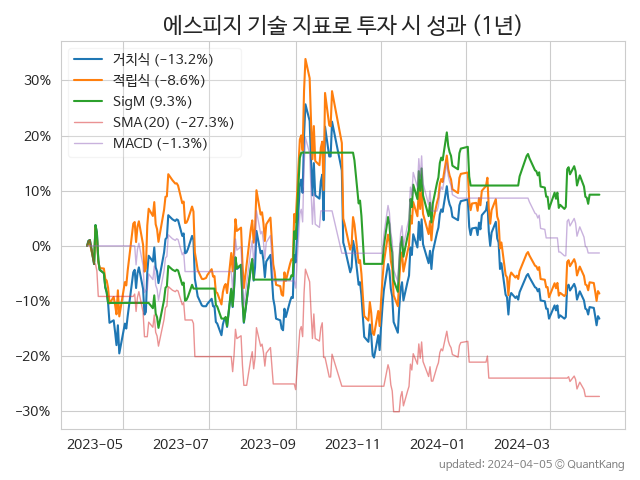 에스피지 기술 지표로 투자 시 성과 (1년)
거치식 (−13.2%)
적립식 (−8.6%)
SigM (9.3%)
SMA(20) (−27.3%)
MACD (−1.3%)
30%
20%
10%
0%
−10%
−20%
−30%
2023-05 2023-07 2023-09 2023-11 2024-01 2024-03
updated: 2024-04-05 © QuantKang